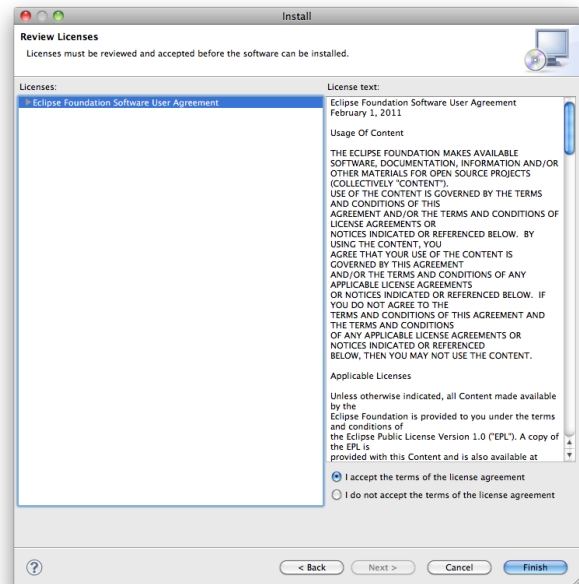 Install
Review Licenses
Licenses must be reviewed and accepted before the software can be installed.
Licenses:
Eclipse Foundation Software User Agreement
License text:
Eclipse Foundation Software User Agreement
February 1, 2011
Usage Of Content
THE ECLIPSE FOUNDATION MAKES AVAILABLE
SOFTWARE, DOCUMENTATION, INFORMATION AND/OR
OTHER MATERIALS FOR OPEN SOURCE PROJECTS
(COLLECTIVELY "CONTENT").
USE OF THE CONTENT IS GOVERNED BY THE TERMS
AND CONDITIONS OF THIS
AGREEMENT AND/OR THE TERMS AND CONDITIONS OF
LICENSE AGREEMENTS OR
NOTICES INDICATED OR REFERENCED BELOW.  BY
USING THE CONTENT, YOU
AGREE THAT YOUR USE OF THE CONTENT IS
GOVERNED BY THIS AGREEMENT
AND/OR THE TERMS AND CONDITIONS OF ANY
APPLICABLE LICENSE AGREEMENTS
OR NOTICES INDICATED OR REFERENCED BELOW.  IF
YOU DO NOT AGREE TO THE
TERMS AND CONDITIONS OF THIS AGREEMENT AND
THE TERMS AND CONDITIONS
OF ANY APPLICABLE LICENSE AGREEMENTS OR
NOTICES INDICATED OR REFERENCED
BELOW, THEN YOU MAY NOT USE THE CONTENT.
Applicable Licenses
Unless otherwise indicated, all Content made available
by the
Eclipse Foundation is provided to you under the terms
and conditions of
the Eclipse Public License Version 1.0 ("EPL"). A copy of
the EPL is
provided with this Content and is also available at
I accept the terms of the license agreement
I do not accept the terms of the license agreement
?
< Back
Next >
Cancel
Finish